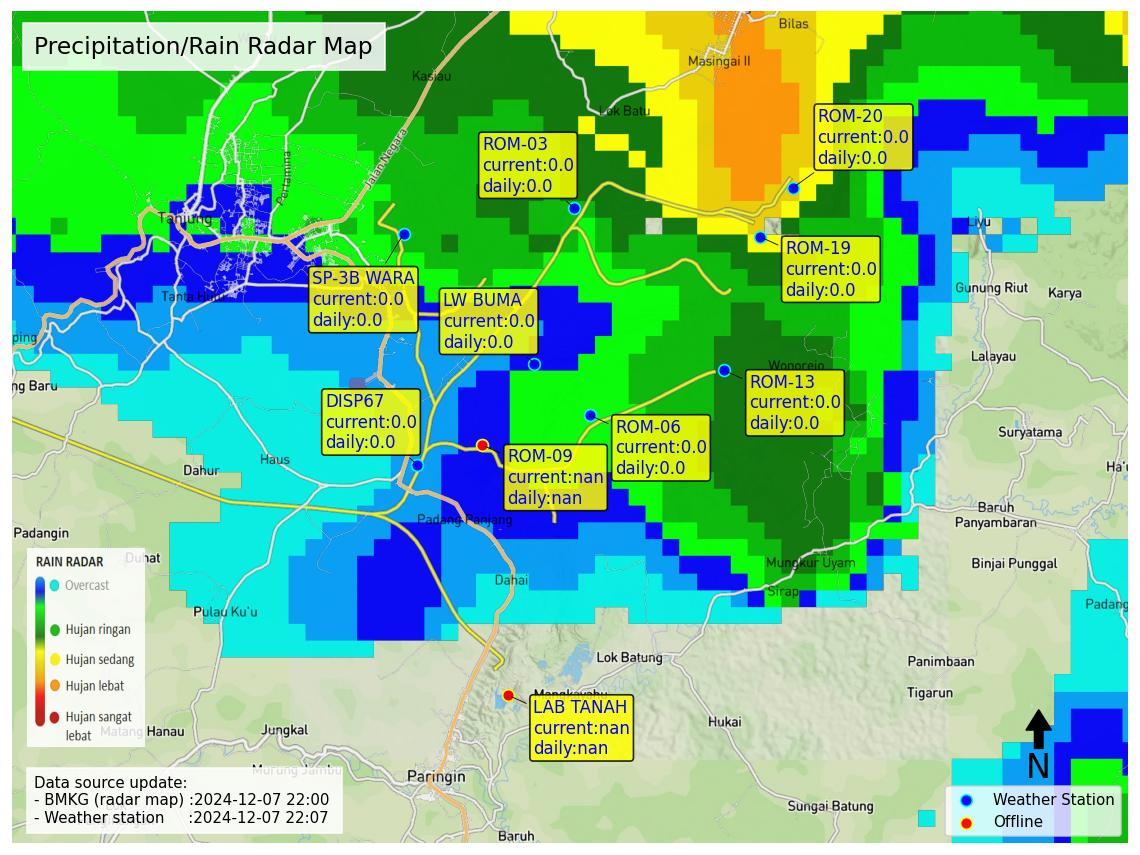 Precipitation/Rain Radar Map
Bilas
Masingai II
Kasiau
Lok Batu
Jalan Negara
Pertamina
ROM-20
current:0.0
daily:0.0
ROM-03
current:0.0
daily:0.0
Tanjung
Liyu
ROM-19
current:0.0
daily:0.0
SP-3B WARA
current:0.0
daily:0.0
LW BUMA
current:0.0
daily:0.0
Gunung Riut
Karya
Lalayau
ng Baru
ping
Wonorejo
ROM-13
current:0.0
daily:0.0
DISP67
current:0.0
daily:0.0
ROM-06
current:0.0
daily:0.0
Suryatama
ROM-09
current:nan
daily:nan
Haus
Dahur
Ha'u
Baruh
Panyambaran
Padang Panjang
Padangin
Duhat
Mungkur Uyam
Binjai Punggal
Dahai
Sirap
Padang
Pulau Ku'u
RAIN RADAR
Overcast
Hujan ringan
Hujan sedang
Hujan lebat
Hujan sangat
lebat
Lok Batung
Panimbaan
Tigarun
LAB TANAH
current:nan
daily:nan
Hukai
Manau
Jungkal
Murung Jambu
Paringin
Sungai Batung
Baruh
N
Data source update:
- BMKG (radar map) :2024-12-07 22:00
- Weather station :2024-12-07 22:07
Weather Station
Offline